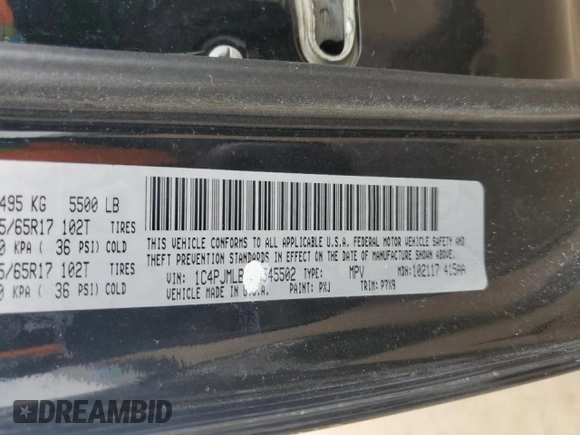 495 KG 5500 LB
5/65R17 102T TIRES
0 KPA ( 36 PSI) COLD
5/65R17 102T TIRES
0 KPA ( 36 PSI) COLD
THIS VEHICLE CONFORMS TO ALL APPLICABLE U.S.A. FEDERAL MOTOR VEHICLE SAFETY AND
THEFT PREVENTION STANDARDS IN EFFECT ON THE DATE OF MANUFACTURE SHOWN ABOVE.
VIN: 1C4PJMLB 45502 TYPE: MPV MDH: 102117 415AA
MADE IN U.S.A. PAINT: PXJ TRIM: P7X9
DREAMBID